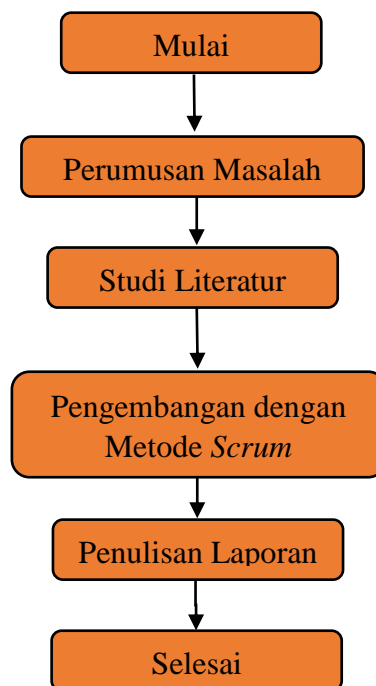 Mulai
Perumusan Masalah
Studi Literatur
Pengembangan dengan
Metode Scrum
Penulisan Laporan
Selesai